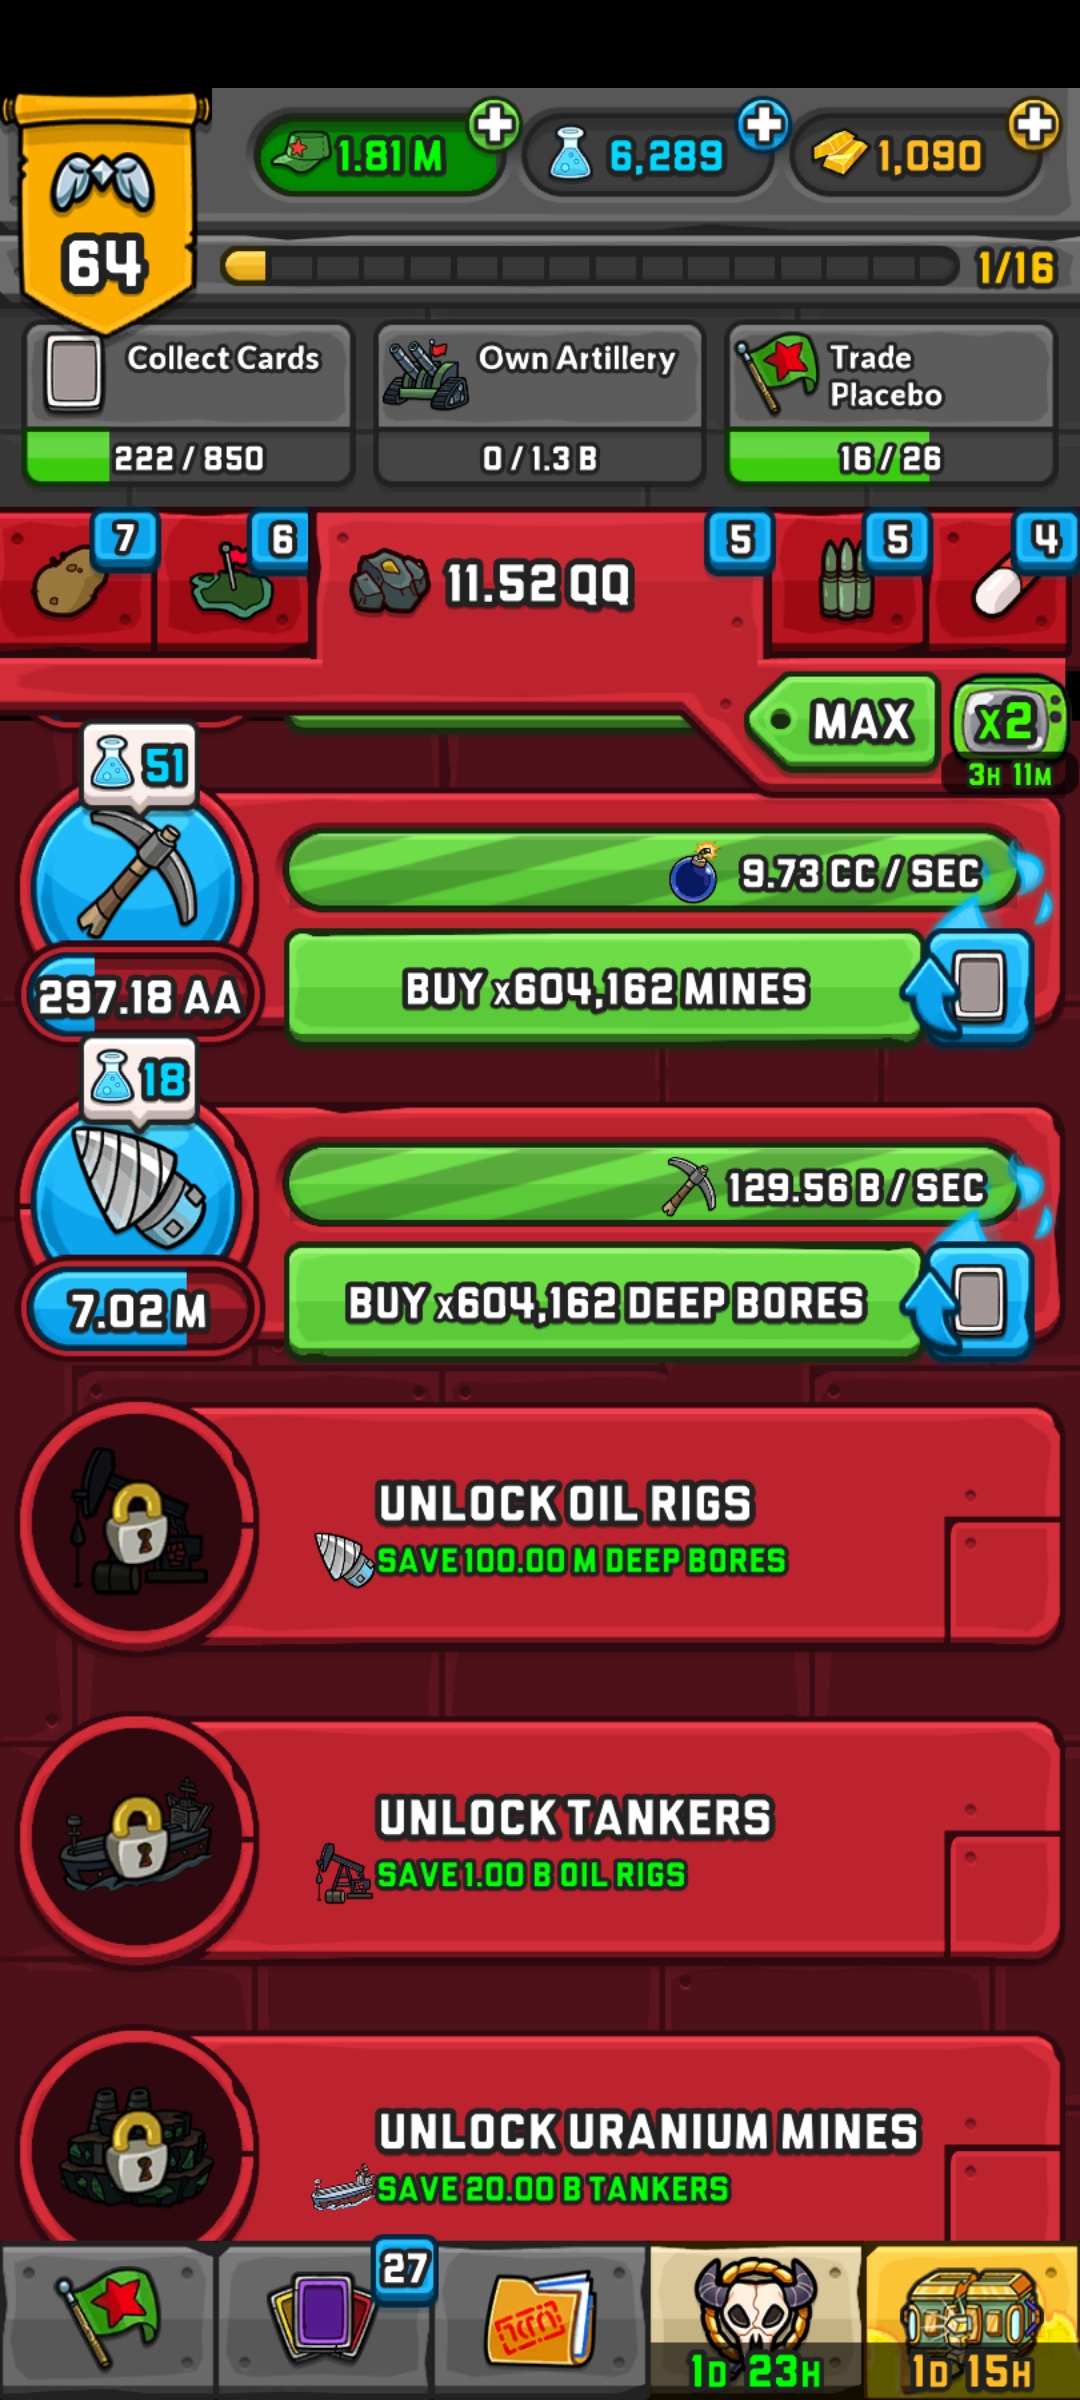 64
1.81 M
6,289
1,090
1/16
Collect Cards
222 / 850
Own Artillery
0 / 1.3 B
Trade
Placebo
16 / 26
7
6
11.52 QQ
5
5
4
MAX
X2
3H 11M
51
9.73 CC / SEC
297.18 AA
BUY x604,162 MINES
18
129.56 B / SEC
7.02 M
BUY x604,162 DEEP BORES
UNLOCK OIL RIGS
SAVE 100.00 M DEEP BORES
UNLOCK TANKERS
SAVE 1.00 B OIL RIGS
UNLOCK URANIUM MINES
SAVE 20.00 B TANKERS
27
1D 23H
1D 15H